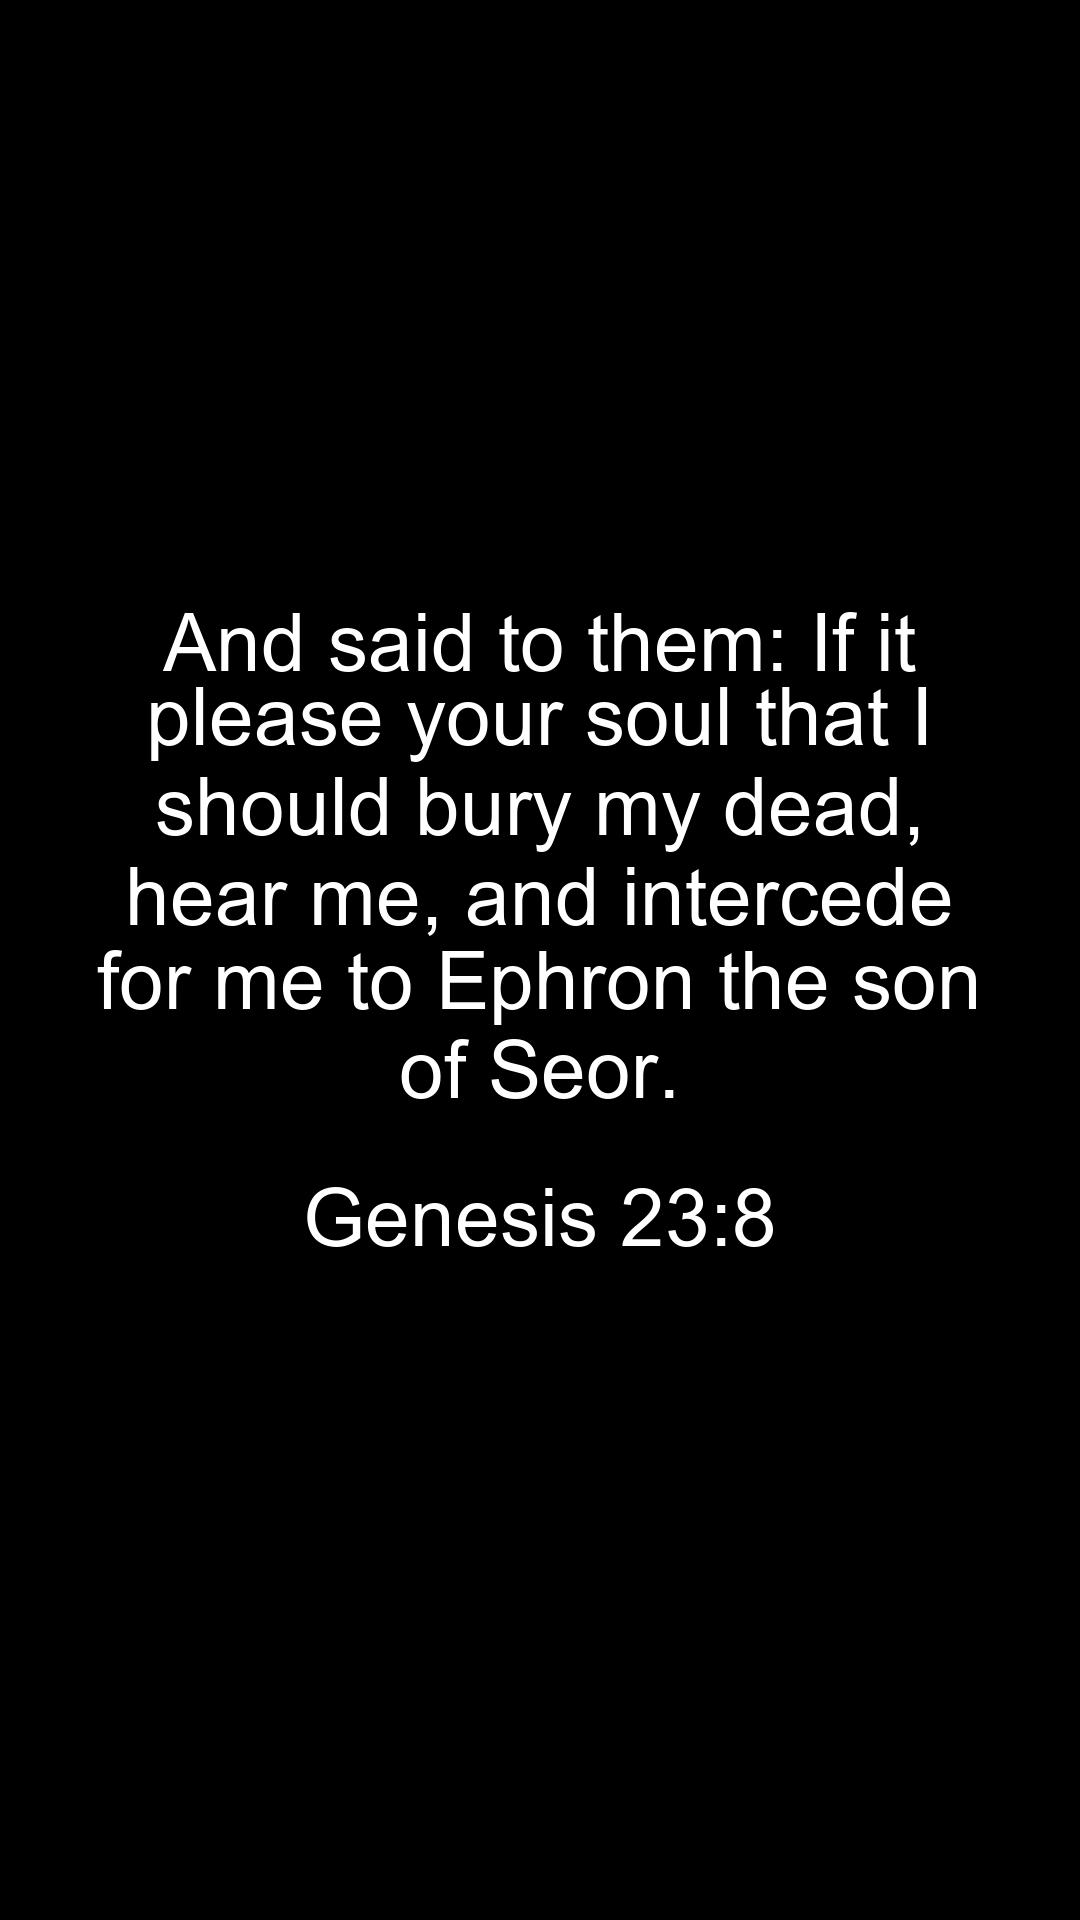 And said to them: If it
please your soul that I
should bury my dead,
hear me, and intercede
for me to Ephron the son
of Seor.
Genesis 23:8